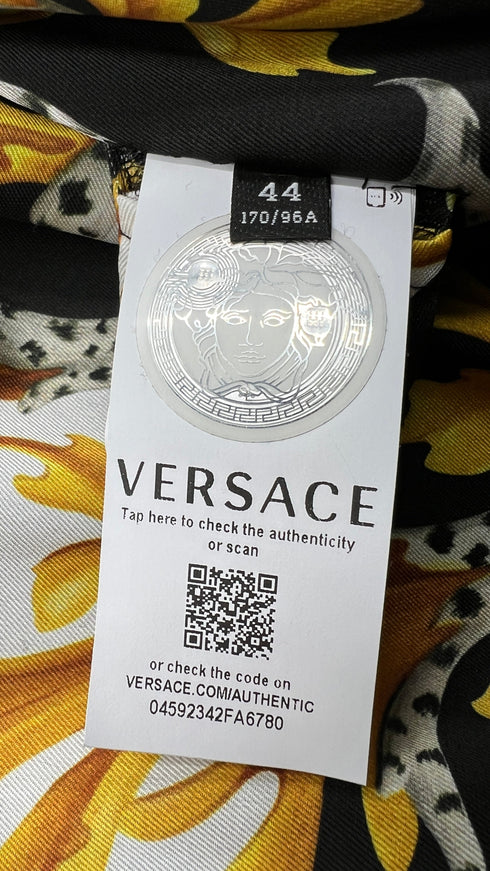 44
170/96A
VERSACE
Tap here to check the authenticity
or scan
or check the code on
VERSACE.COM/AUTHENTIC
04592342FA6780